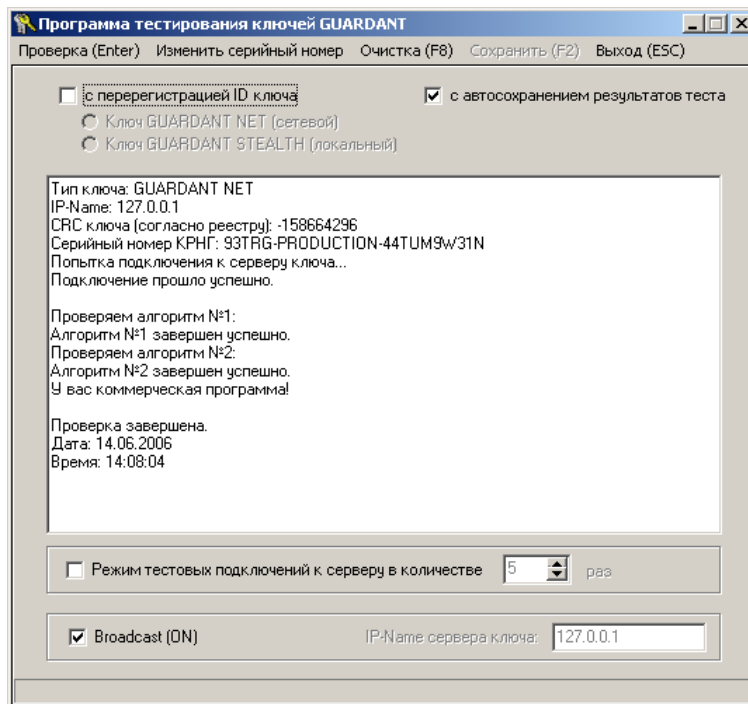 Программа тестирования ключей GUARDANT
Проверка (Enter) Изменить серийный номер Очистка (F8) Сохранить (F2) Выход (ESC)
с перерегистрацией ID ключа с автосохранением результатов теста
Ключ GUARDANT NET (сетевой)
Ключ GUARDANT STEALTH (локальный)
Тип ключа: GUARDANT NET
IP-Name: 127.0.0.1
CRC ключа (согласно реестру): -158664296
Серийный номер КРНГ: 93TRG-PRODUCTION-44TUM9W31N
Попытка подключения к серверу ключа...
Подключение прошло успешно.
Проверяем алгоритм №1:
Алгоритм №1 завершен успешно.
Проверяем алгоритм №2:
Алгоритм №2 завершен успешно.
У вас коммерческая программа!
Проверка завершена.
Дата: 14.06.2006
Время: 14:08:04
Режим тестовых подключений к серверу в количестве 5 раз
Broadcast (ON) IP-Name сервера ключа: 127.0.0.1